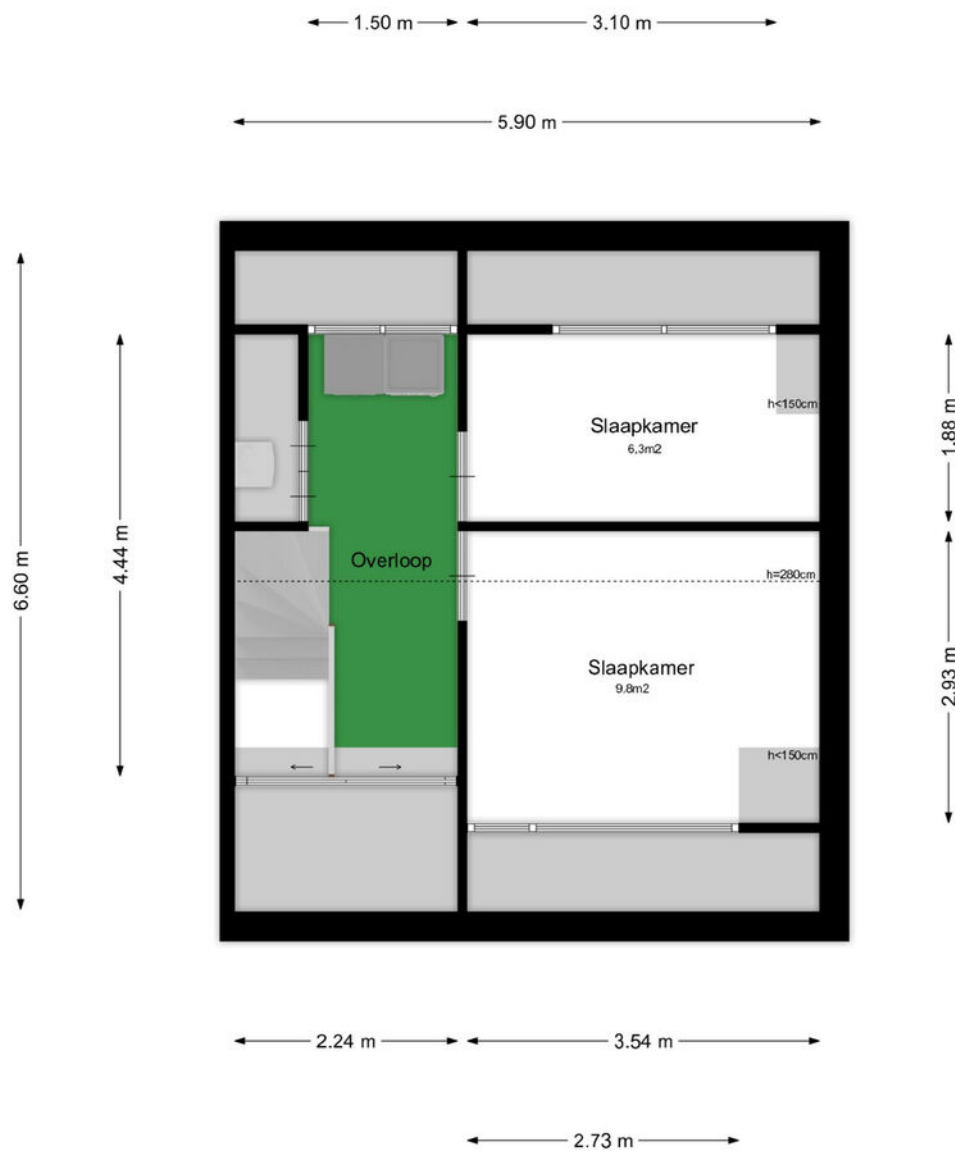 1.50 m
3.10 m
5.90 m
h<150cm
Slaapkamer
6.3m2
1.88 m
4.44 m
6.60 m
Overloop
h=280cm
Slaapkamer
9.8m2
2.93 m
h<150cm
2.24 m
3.54 m
2.73 m